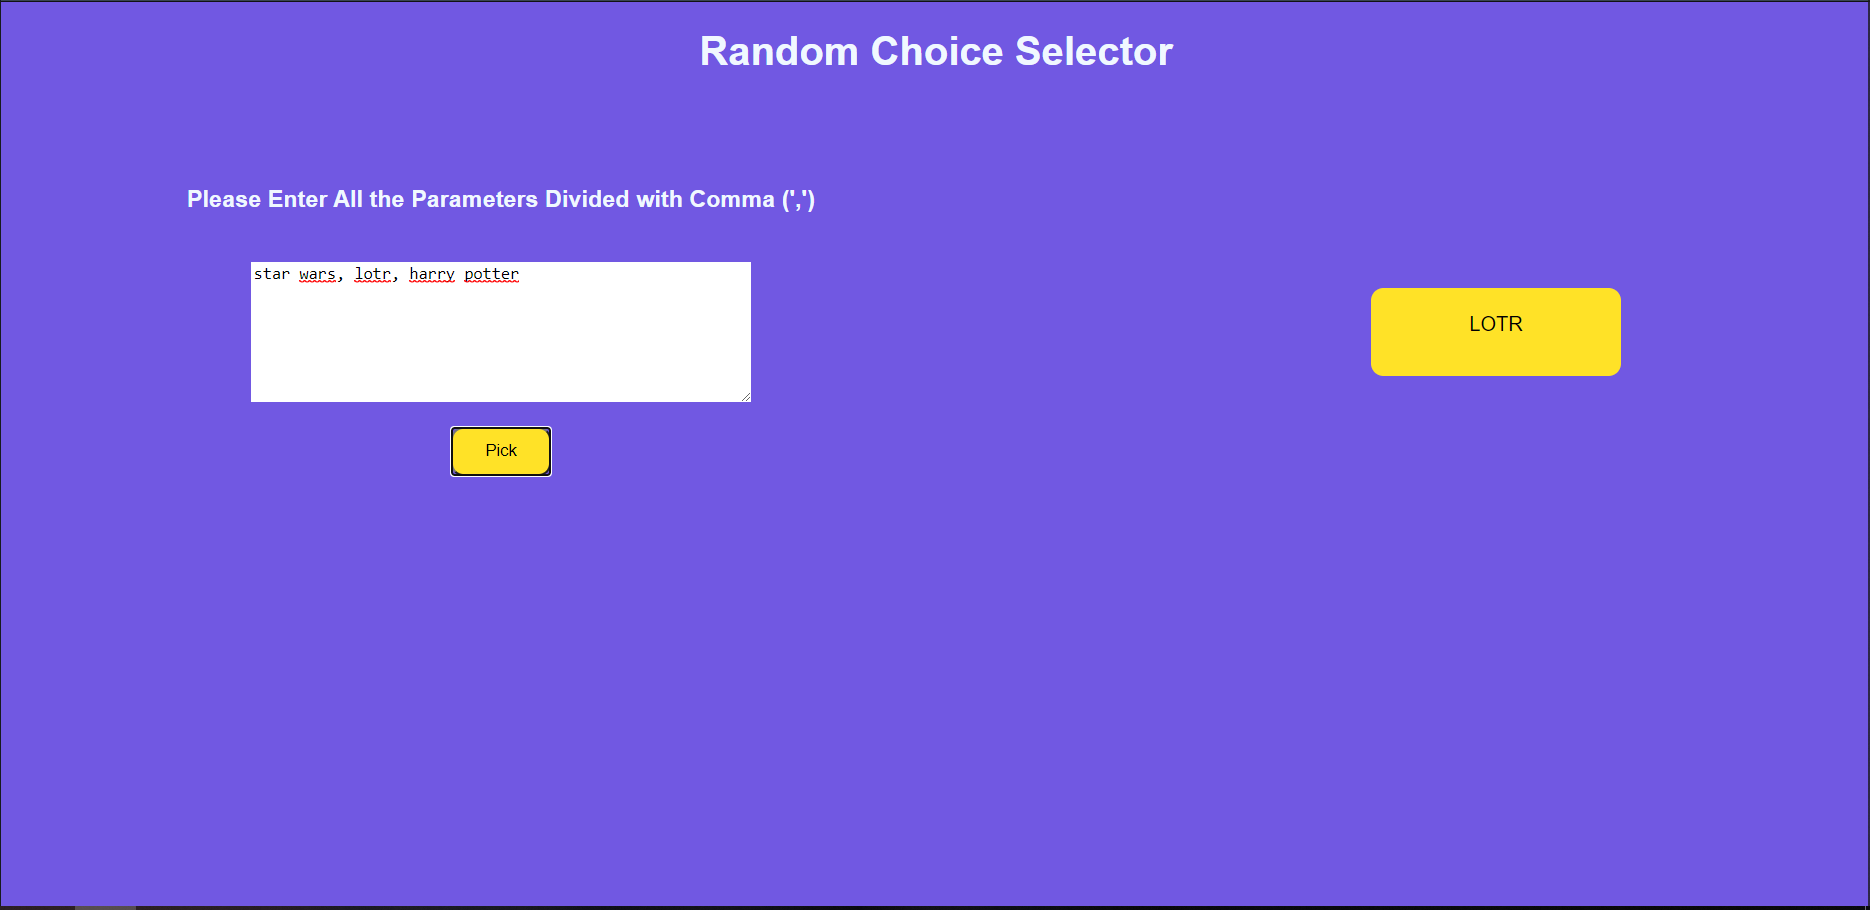 Random Choice Selector
Please Enter All the Parameters Divided with Comma (',')
star wars, lotr, harry potter
LOTR
Pick